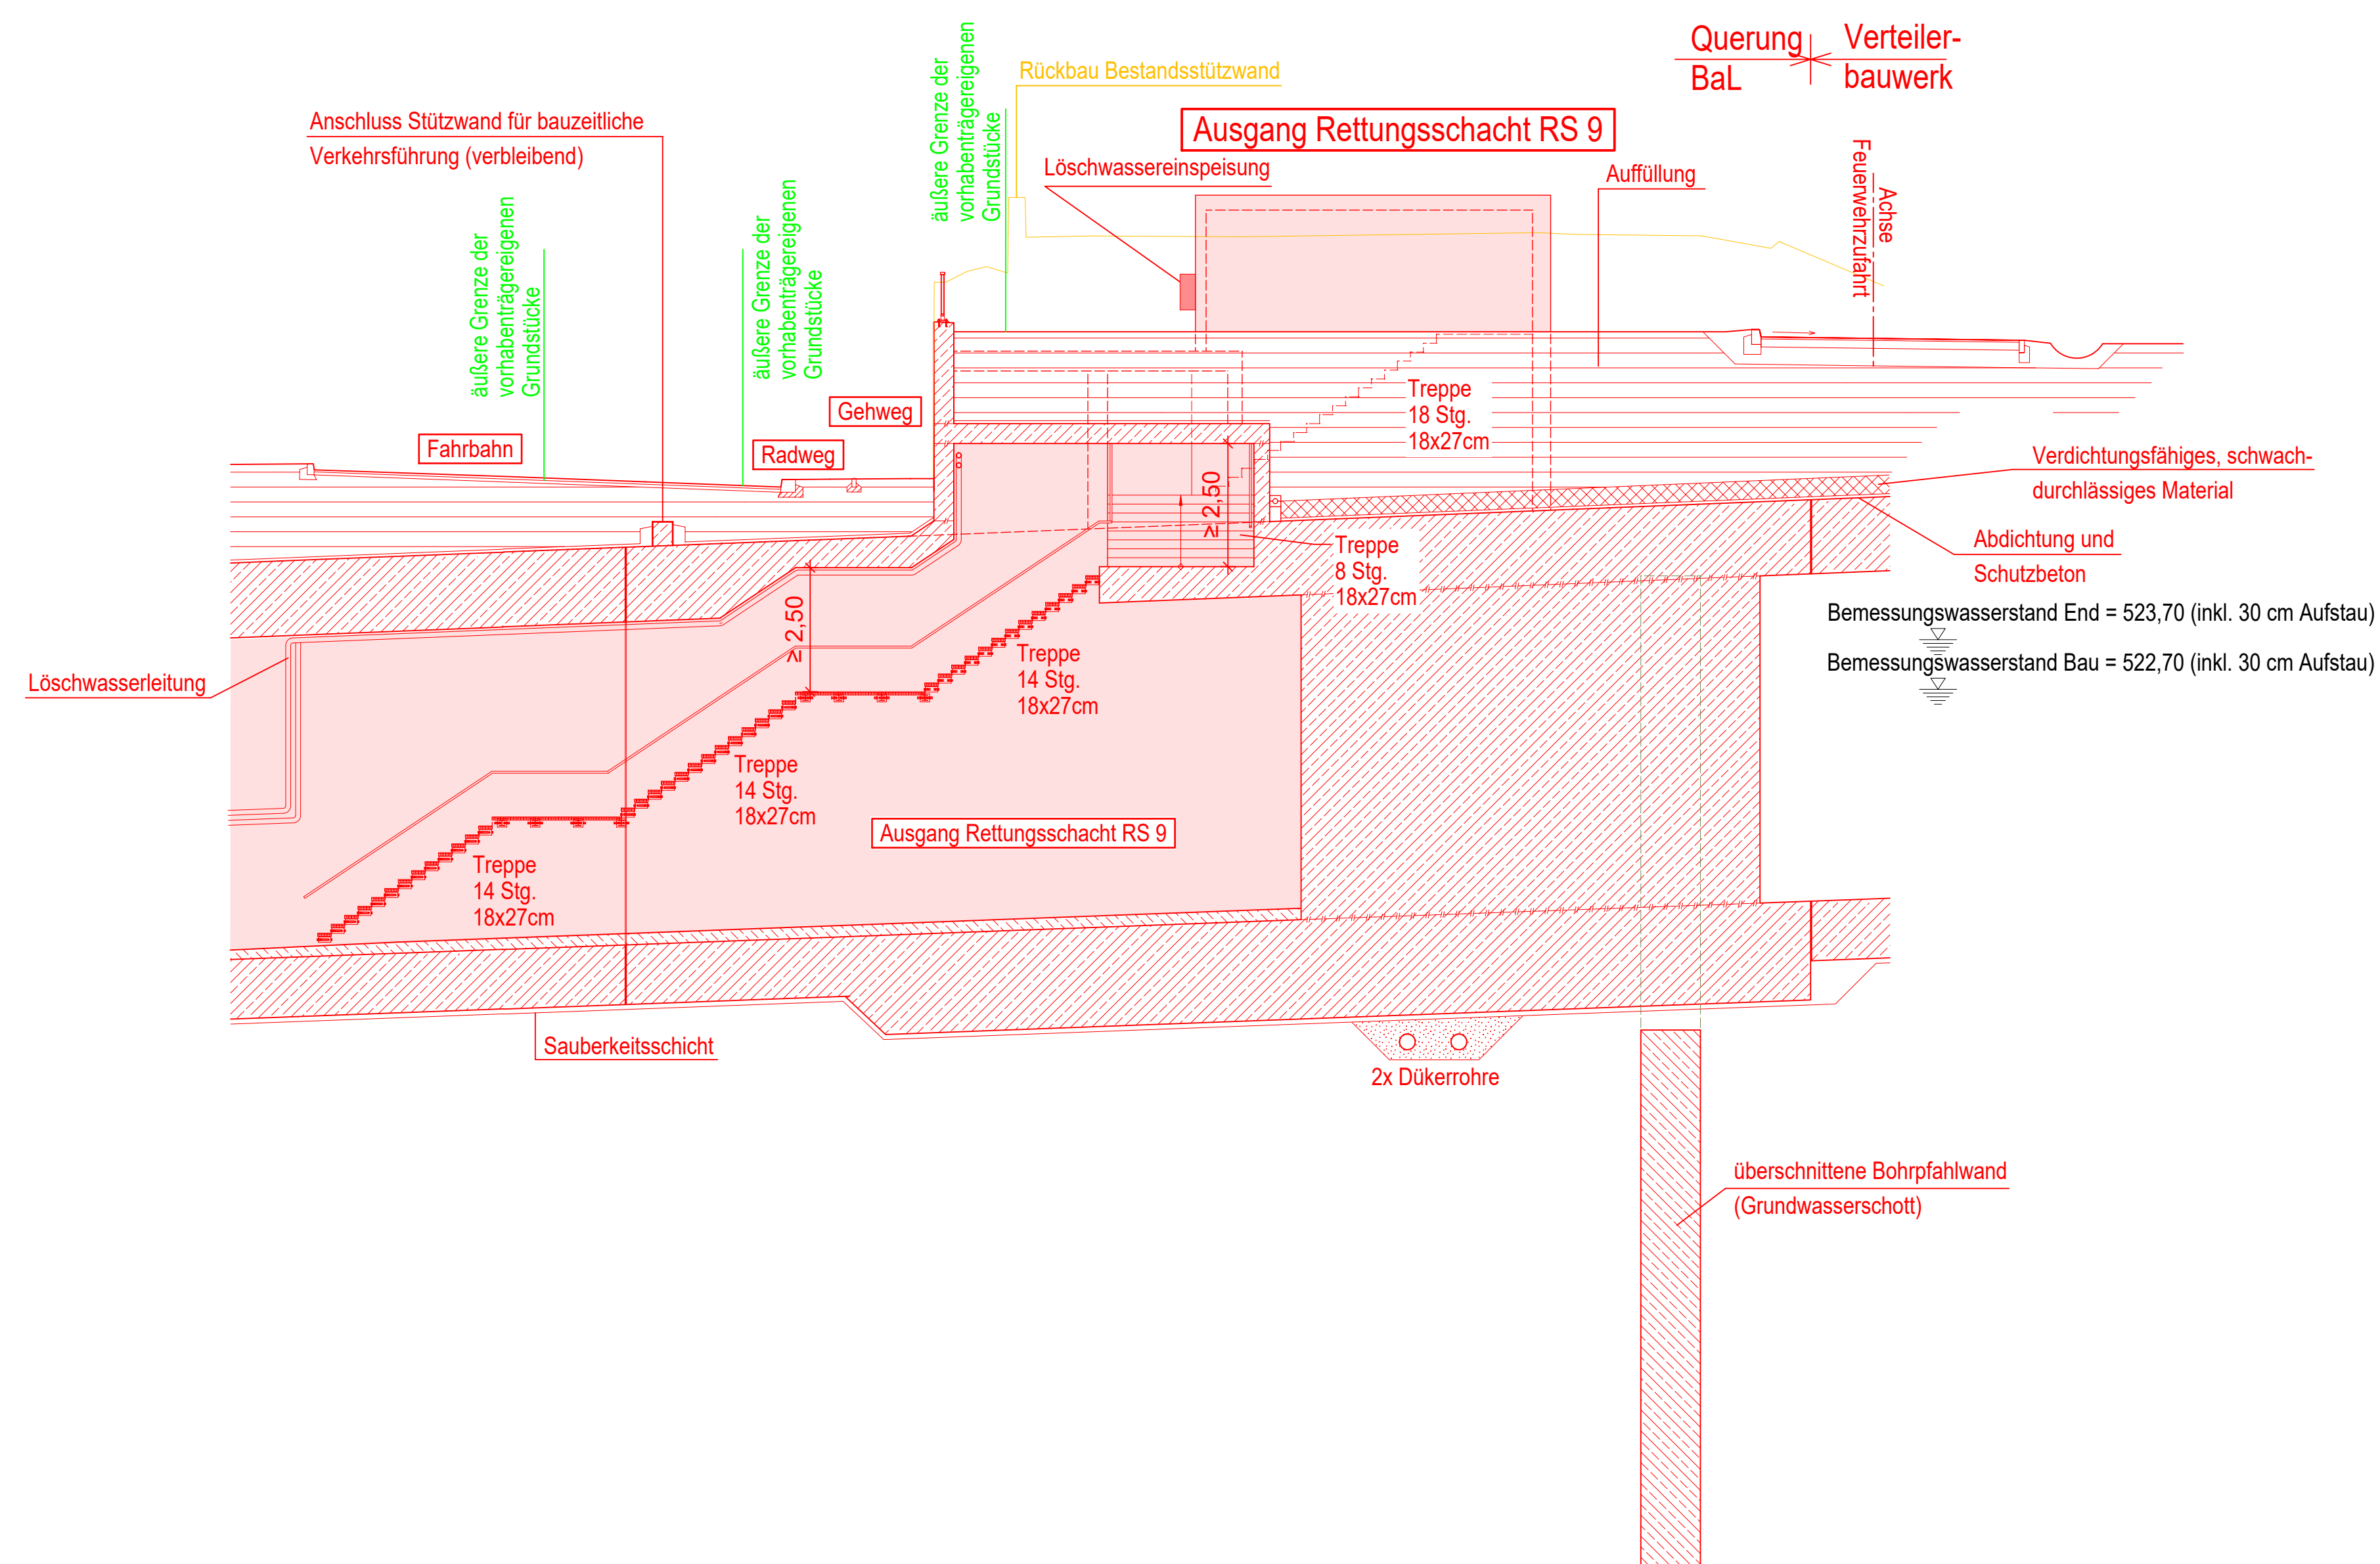 Querung
BaL
Verteiler-
bauwerk
Rückbau Bestandsstützwand
Ausgang Rettungsschacht RS 9
Anschluss Stützwand für bauzeitliche
Verkehrsführung (verbleibend)
Löschwassereinspeisung
Auffüllung
Achse
Feuerwehrzufahrt
äußere Grenze der
vorhabenträgereigenen
Grundstücke
äußere Grenze der
vorhabenträgereigenen
Grundstücke
äußere Grenze der
vorhabenträgereigenen
Grundstücke
Gehweg
Fahrbahn
Radweg
Treppe
18 Stg.
18x27cm
Verdichtungsfähiges, schwach-
durchlässiges Material
≥ 2,50
Treppe
8 Stg.
18x27cm
Abdichtung und
Schutzbeton
Bemessungswasserstand End = 523,70 (inkl. 30 cm Aufstau)
Bemessungswasserstand Bau = 522,70 (inkl. 30 cm Aufstau)
≥ 2,50
Löschwasserleitung
Treppe
14 Stg.
18x27cm
Treppe
14 Stg.
18x27cm
Ausgang Rettungsschacht RS 9
Treppe
14 Stg.
18x27cm
Sauberkeitsschicht
2x Dükerrohre
überschnittene Bohrpfahlwand
(Grundwasserschott)